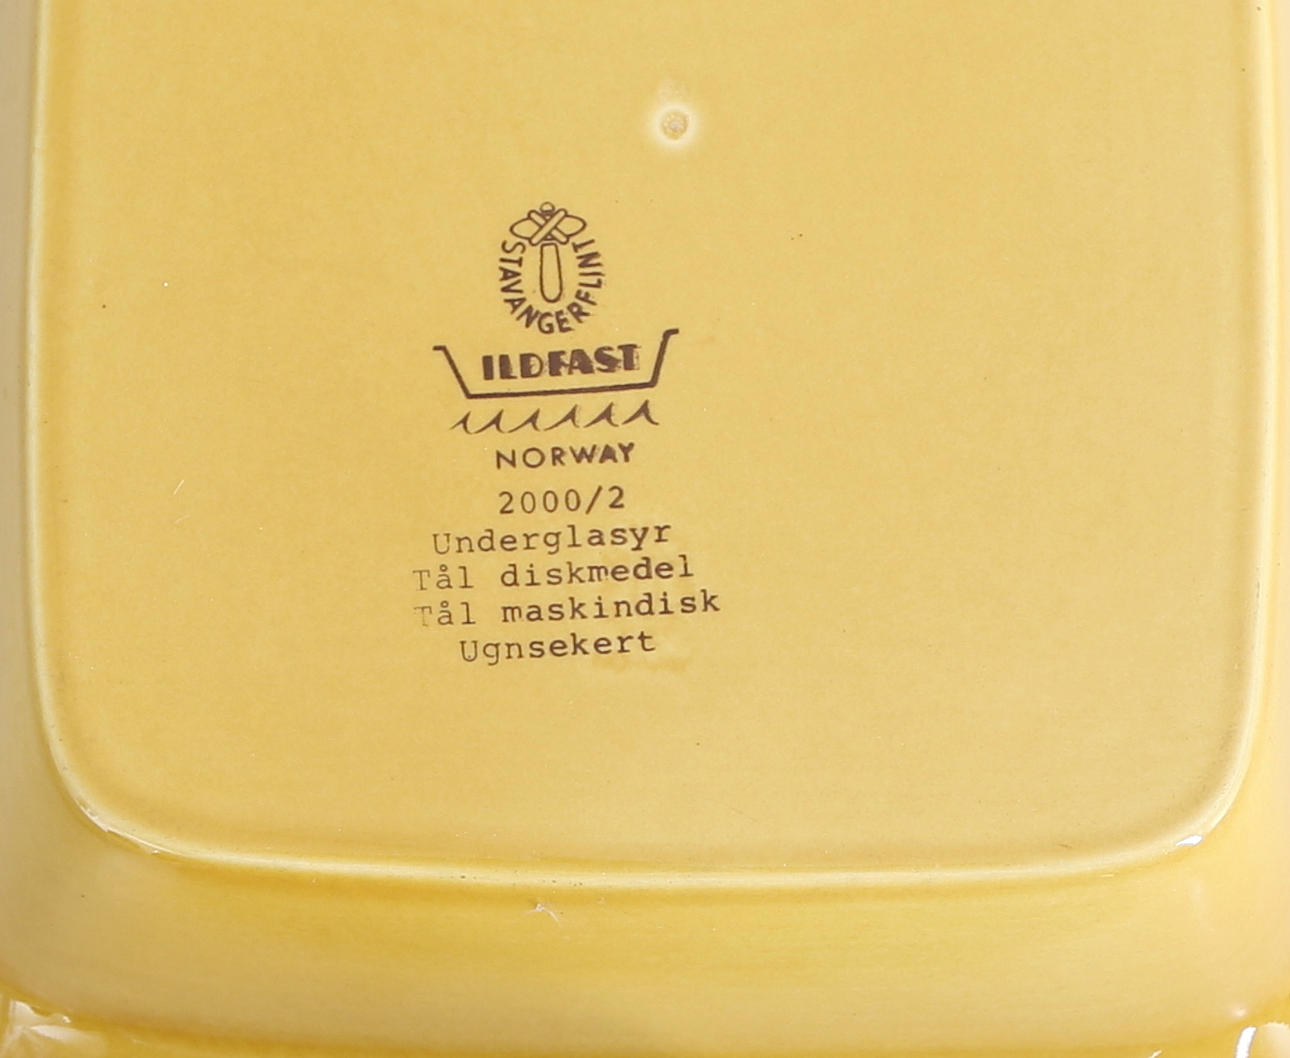 STAVANGERFLINT
ILDFAST
NORWAY
2000/2
Underglasyr
Tål diskmedel
Tål maskindisk
Ugnsekert